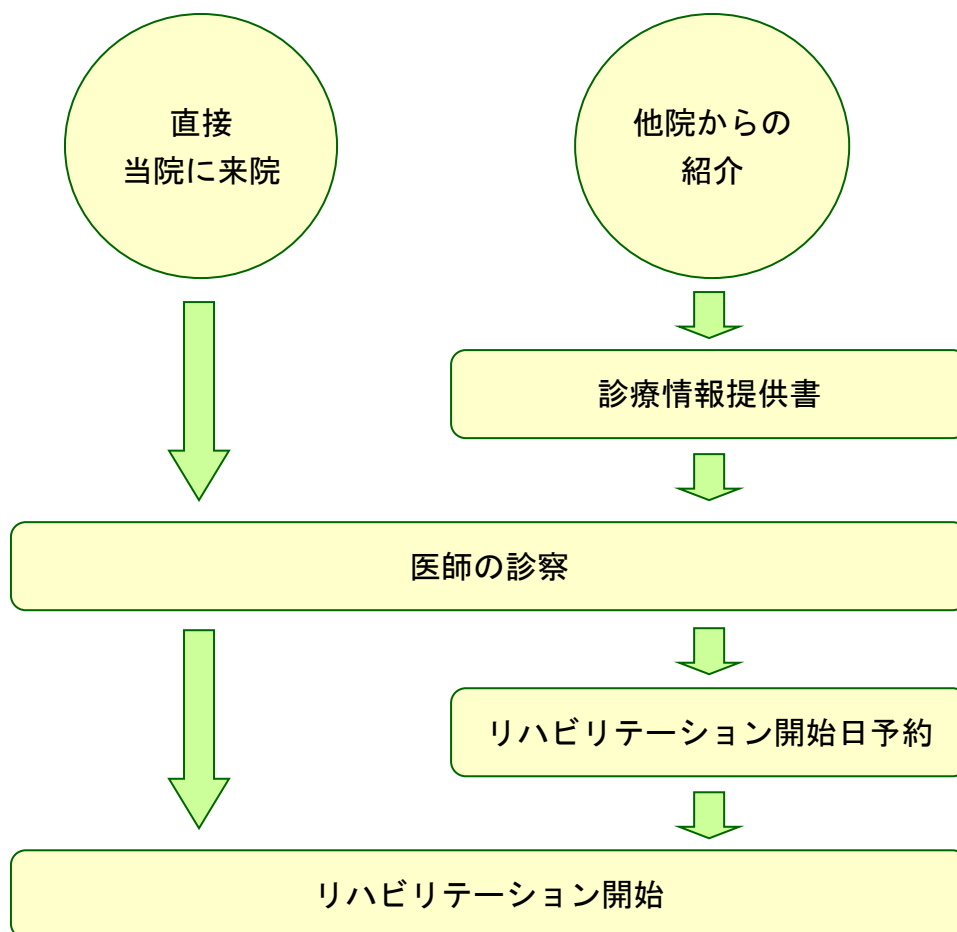 直接
当院に来院
他院からの
紹介
診療情報提供書
医師の診察
リハビリテーション開始日予約
リハビリテーション開始